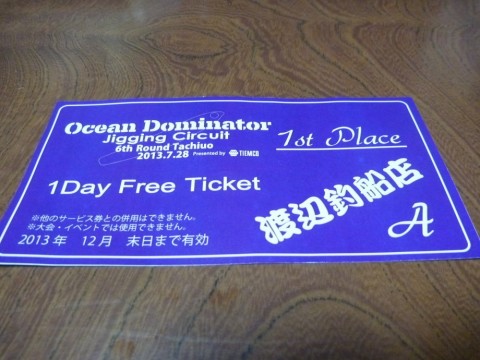 Ocean Dominator
Jigging Circuit
6th Round Tachiuo
2013.7.28 Presented by TIEMCO
1st Place
1Day Free Ticket
渡辺釣船店
※他のサービス券との併用はできません。
※大会・イベントでは使用できません。
2013年 12月 末日まで有効
A